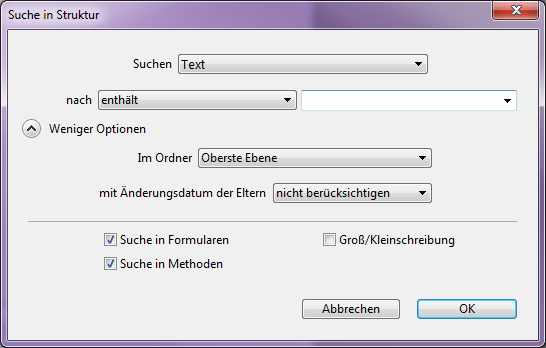 Suche in Struktur
Suchen Text
nach enthält
Weniger Optionen
Im Ordner Oberste Ebene
mit Änderungsdatum der Eltern nicht berücksichtigen
Suche in Formularen Groß/Kleinschreibung
Suche in Methoden
Abbrechen OK